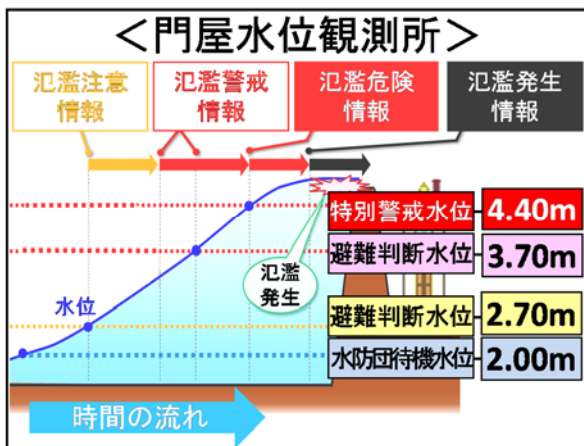 <門屋水位観測所>
氾濫注意
情報
氾濫警戒
情報
氾濫危険
情報
氾濫発生
情報
特別警戒水位 4.40m
避難判断水位 3.70m
氾濫
発生
水位
避難判断水位 2.70m
水防団待機水位 2.00m
時間の流れ